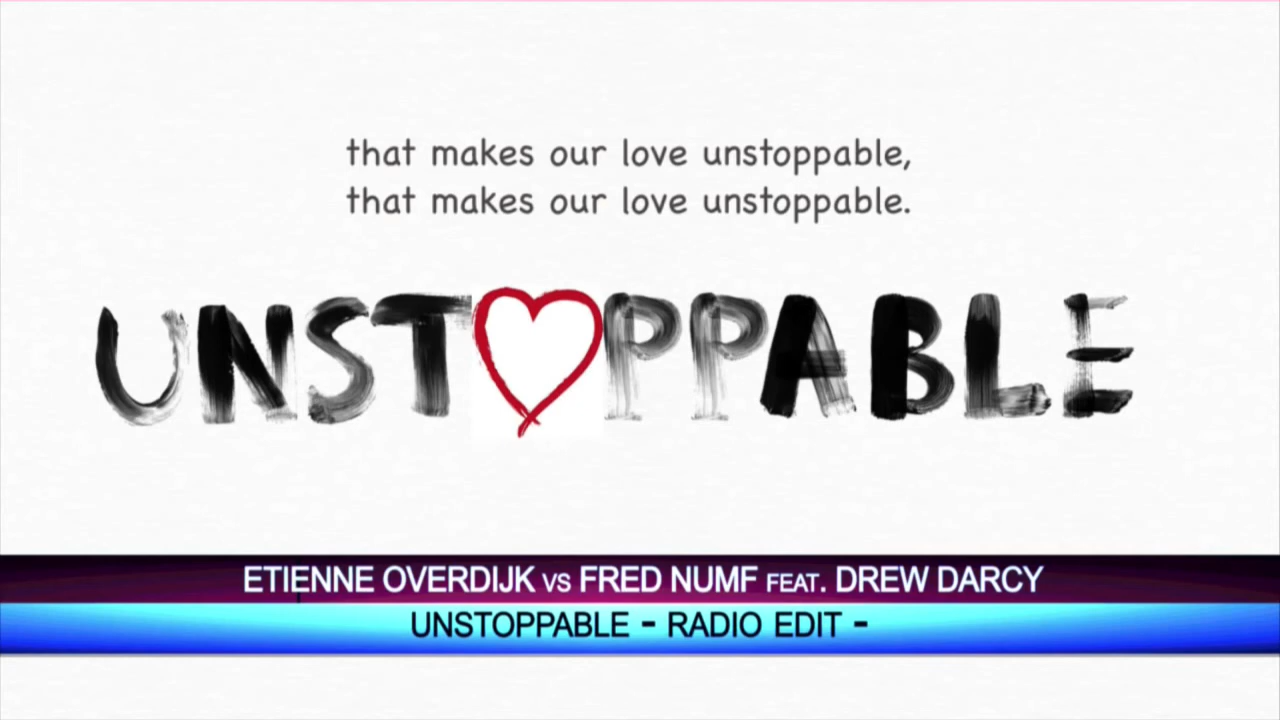 that makes our love unstoppable,
that makes our love unstoppable.
UNSTOPPABLE
ETIENNE OVERDIJK VS FRED NUMF FEAT. DREW DARCY
UNSTOPPABLE - RADIO EDIT -